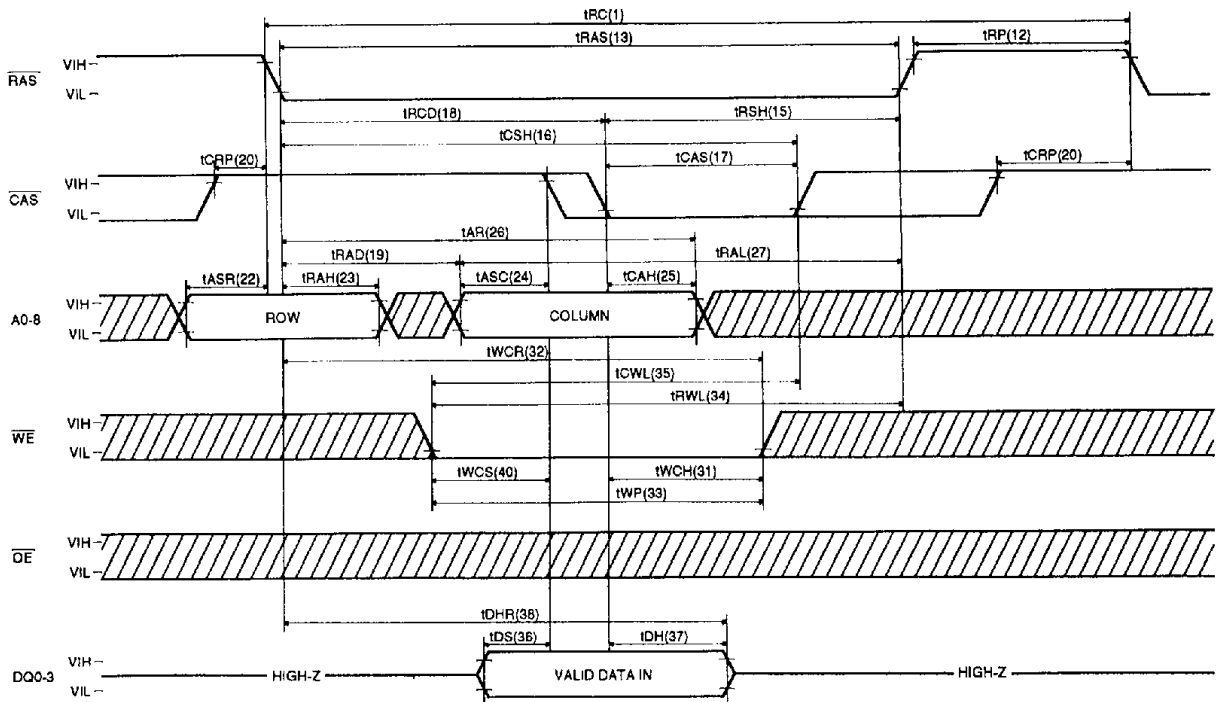 tRC(1)
tRAS(13)
tRP(12)
RAS
VIH
VIL
tRCD(18)
tRSH(15)
tCSH(16)
tCRP(20)
tCAS(17)
tCRP(20)
CAS
VIH
VIL
tAR(26)
tRAD(19)
tRAL(27)
tASR(22)
tRAH(23)
tASC(24)
tCAH(25)
A0-8
VIH
VIL
ROW
COLUMN
tWCR(32)
tCWL(35)
tRWL(34)
WE
VIH
VIL
tWCS(40)
tWCH(31)
tWP(33)
OE
VIH
VIL
tDHR(38)
tDS(36)
tDH(37)
DQ0-3
VIH
VIL
HIGH-Z
VALID DATA IN
HIGH-Z